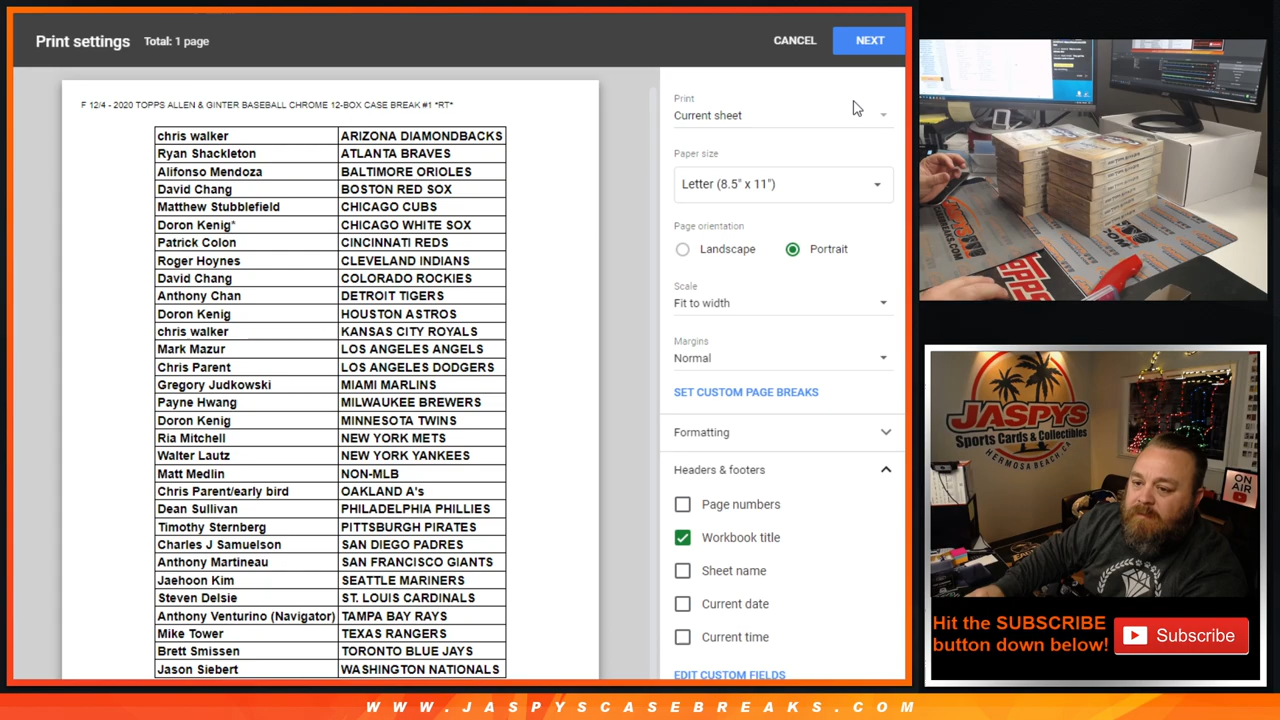 Print settings Total: 1 page CANCEL NEXT
F 12/4 - 2020 TOPPS ALLEN & GINTER BASEBALL CHROME 12-BOX CASE BREAK #1 *RT*
chris walker ARIZONA DIAMONDBACKS
Ryan Shackleton ATLANTA BRAVES
Alifonso Mendoza BALTIMORE ORIOLES
David Chang BOSTON RED SOX
Matthew Stubblefield CHICAGO CUBS
Doron Kenig* CHICAGO WHITE SOX
Patrick Colon CINCINNATI REDS
Roger Hoynes CLEVELAND INDIANS
David Chang COLORADO ROCKIES
Anthony Chan DETROIT TIGERS
Doron Kenig HOUSTON ASTROS
chris walker KANSAS CITY ROYALS
Mark Mazur LOS ANGELES ANGELS
Chris Parent LOS ANGELES DODGERS
Gregory Judkowski MIAMI MARLINS
Payne Hwang MILWAUKEE BREWERS
Doron Kenig MINNESOTA TWINS
Ria Mitchell NEW YORK METS
Walter Lautz NEW YORK YANKEES
Matt Medlin NON-MLB
Chris Parent/early bird OAKLAND A's
Dean Sullivan PHILADELPHIA PHILLIES
Timothy Sternberg PITTSBURGH PIRATES
Charles J Samuelson SAN DIEGO PADRES
Anthony Martineau SAN FRANCISCO GIANTS
Jaehoon Kim SEATTLE MARINERS
Steven Delsie ST. LOUIS CARDINALS
Anthony Venturino (Navigator) TAMPA BAY RAYS
Mike Tower TEXAS RANGERS
Brett Smissen TORONTO BLUE JAYS
Jason Siebert WASHINGTON NATIONALS
Print
Current sheet
Paper size
Letter (8.5" x 11")
Page orientation
Landscape Portrait
Scale
Fit to width
Margins
Normal
SET CUSTOM PAGE BREAKS
Formatting
Headers & footers
Page numbers
Workbook title
Sheet name
Current date
Current time
EDIT CUSTOM FIELDS
JASPYS
Sports Cards & Collectibles
HERMOSA BEACH, CA
ON AIR
Hit the SUBSCRIBE
button down below!
Subscribe
WWW.JASPYSCASEBREAKS.COM